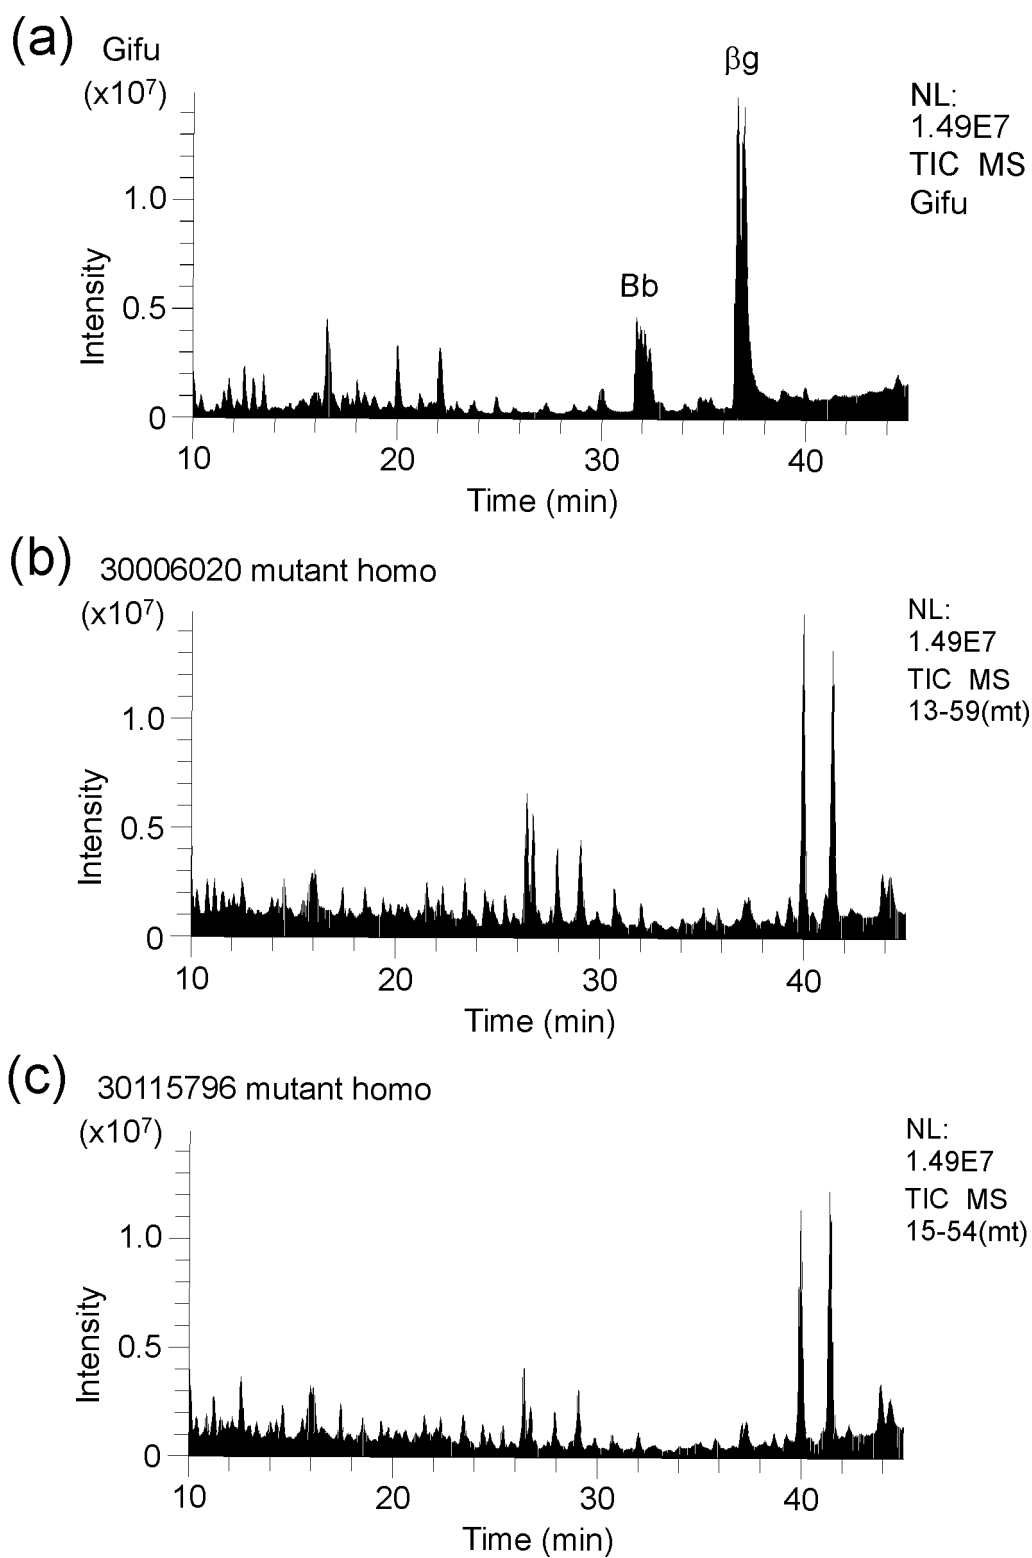 (a) Gifu
(x10⁷)
βg
NL:
1.49E7
TIC MS
Gifu
1.0
Bb
0.5
Intensity
0
10 20 30 40
Time (min)
(b) 30006020 mutant homo
(x10⁷)
NL:
1.49E7
TIC MS
13-59(mt)
1.0
0.5
Intensity
0
10 20 30 40
Time (min)
(c) 30115796 mutant homo
(x10⁷)
NL:
1.49E7
TIC MS
15-54(mt)
1.0
0.5
Intensity
0
10 20 30 40
Time (min)